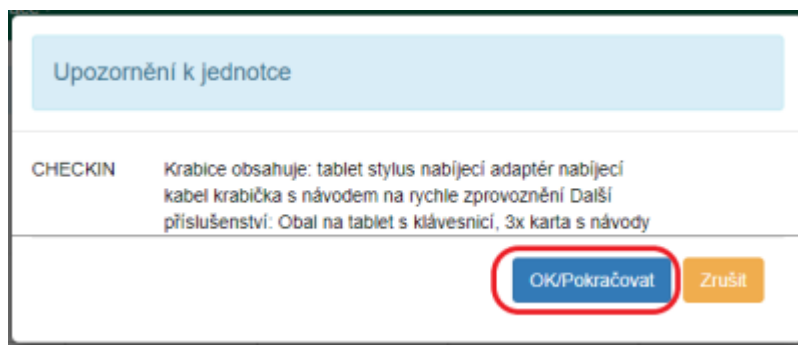 Upozornění k jednotce
CHECKIN Krabice obsahuje: tablet stylus nabíjecí adaptér nabíjecí
kabel krabička s návodem na rychle zprovoznění Další
příslušenství: Obal na tablet s klávesnicí, 3x karta s návody
OK/Pokračovat Zrušit